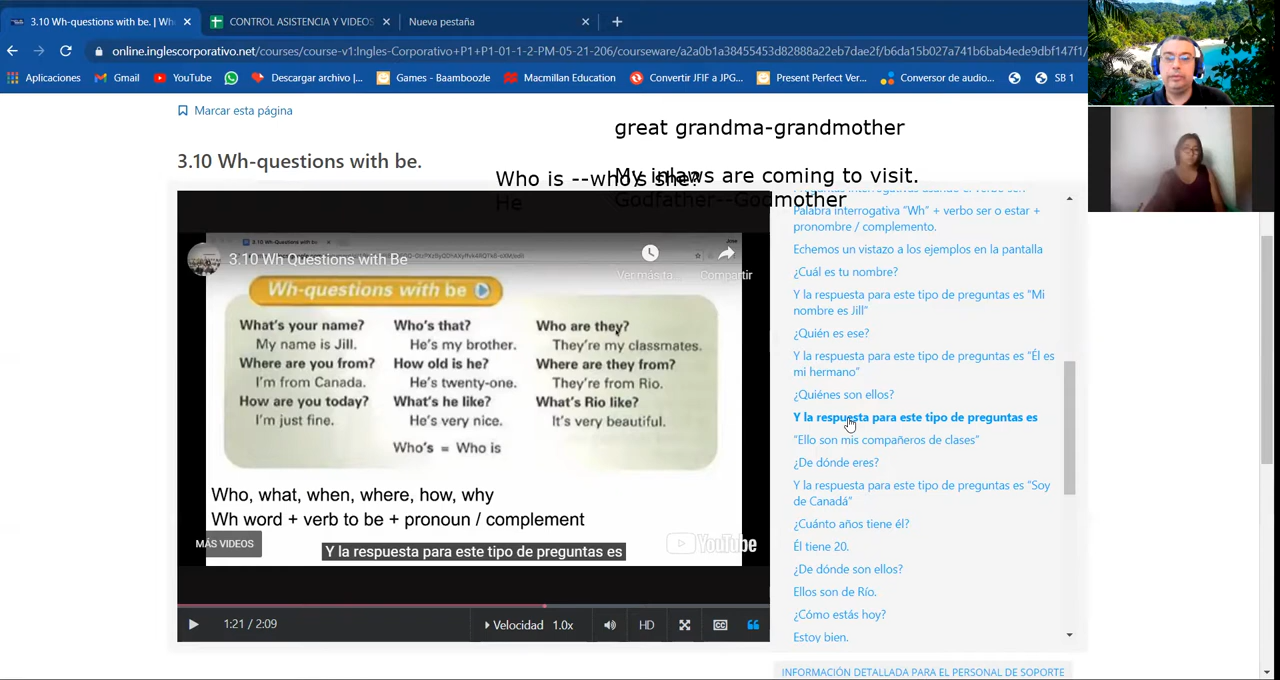 3.10 Wh-questions with be. | Wh
CONTROL ASISTENCIA Y VIDEOS
Nueva pestaña
online.inglescorporativo.net/courses/course-v1:Ingles-Corporativo+P1+P1-01-1-2-PM-05-21-206/courseware/a2a0b1a38455453d82888a22eb7dae2f/b6da15b027a741b6bab4ede9dbf147f1/
Aplicaciones
Gmail
YouTube
Descargar archivo |...
Games - Baamboozle
Macmillan Education
Convertir JFIF a JPG...
Present Perfect Ver...
Conversor de audio...
SB 1
Marcar esta página
great grandma-grandmother
3.10 Wh-questions with be.
Who is --who's she?
My inlaws are coming to visit.
He
Godfather--Godmother
3.10 Wh Questions with Be
Ver más ta
Compartir
Wh-questions with be
What's your name?
My name is Jill.
Where are you from?
I'm from Canada.
How are you today?
I'm just fine.
Who's that?
He's my brother.
How old is he?
He's twenty-one.
What's he like?
He's very nice.
Who's = Who is
Who are they?
They're my classmates.
Where are they from?
They're from Rio.
What's Rio like?
It's very beautiful.
Who, what, when, where, how, why
Wh word + verb to be + pronoun / complement
MÁS VIDEOS
Y la respuesta para este tipo de preguntas es
YouTube
1:21 / 2:09
Velocidad 1.0x
HD
Palabra interrogativa "Wh" + verbo ser o estar +
pronombre / complemento.
Echemos un vistazo a los ejemplos en la pantalla
¿Cuál es tu nombre?
Y la respuesta para este tipo de preguntas es "Mi
nombre es Jill"
¿Quién es ese?
Y la respuesta para este tipo de preguntas es "Él es
mi hermano"
¿Quiénes son ellos?
Y la respuesta para este tipo de preguntas es
"Ello son mis compañeros de clases"
¿De dónde eres?
Y la respuesta para este tipo de preguntas es "Soy
de Canadá"
¿Cuánto años tiene él?
Él tiene 20.
¿De dónde son ellos?
Ellos son de Río.
¿Cómo estás hoy?
Estoy bien.
INFORMACIÓN DETALLADA PARA EL PERSONAL DE SOPORTE